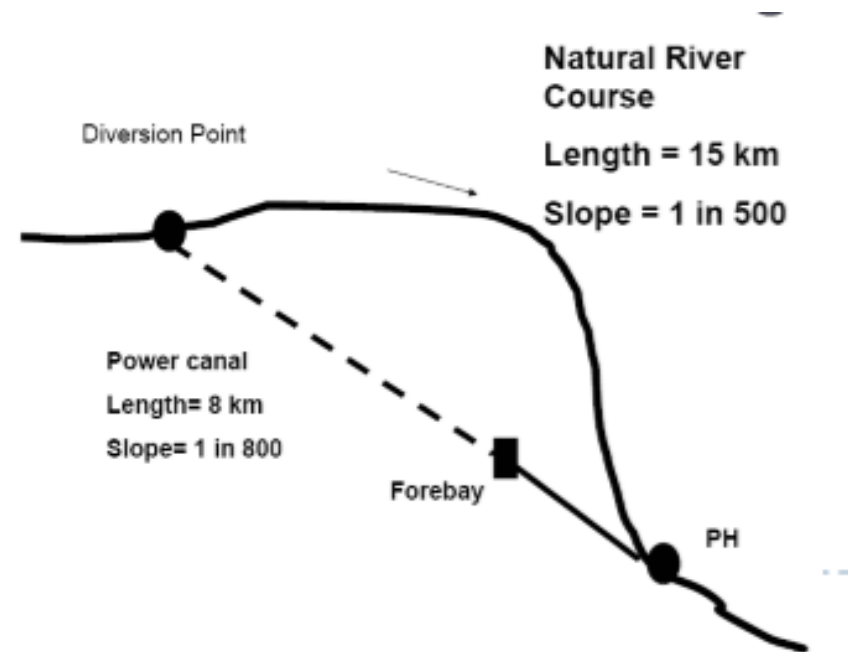 Natural River
Course
Length = 15 km
Slope = 1 in 500
Diversion Point
Power canal
Length= 8 km
Slope= 1 in 800
Forebay
PH